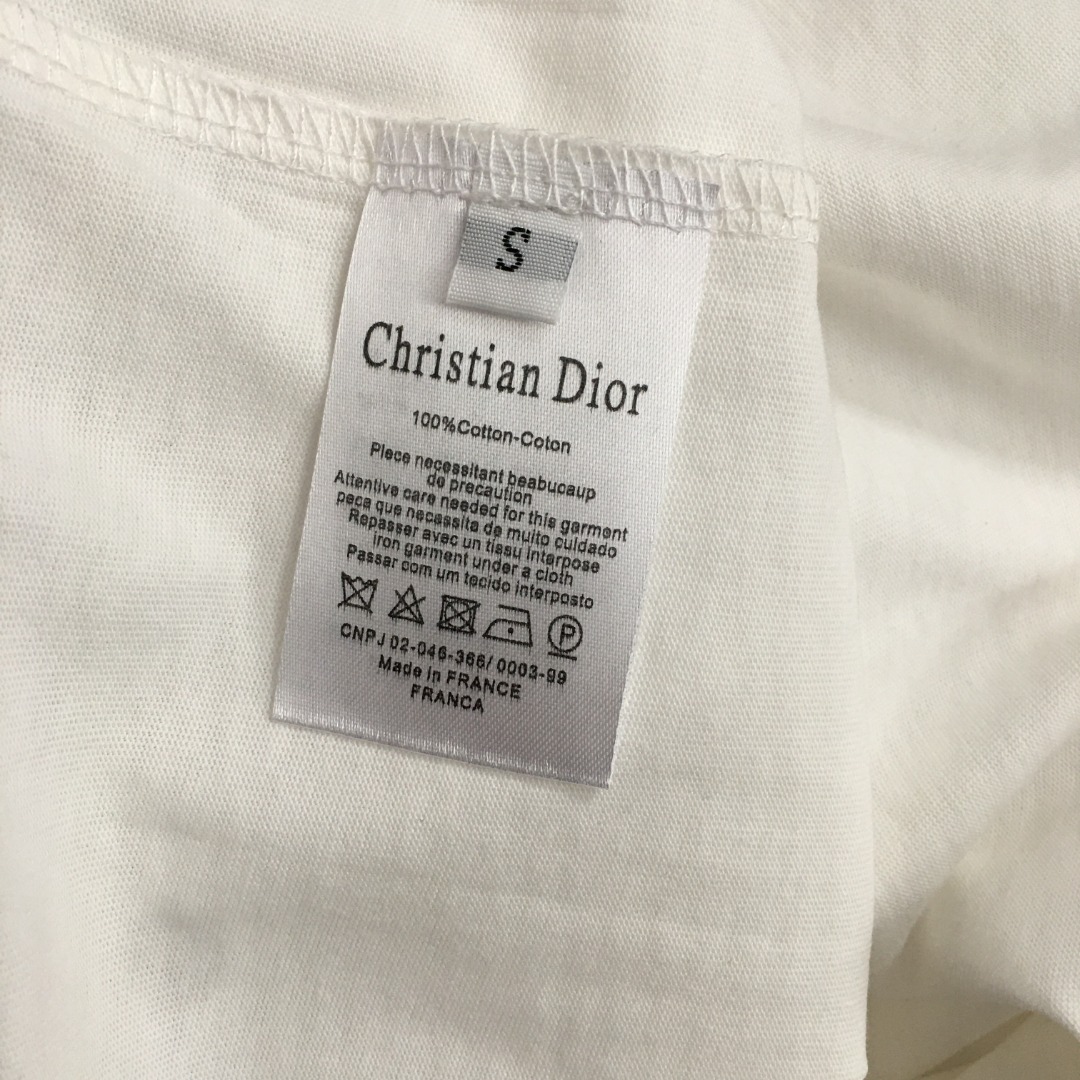 S
Christian Dior
100%Cotton-Coton
Piece necessitant beabucaup
de precaution
Attentive care needed for this garment
peca que necassita de muito culdado
Repasser avec un tissu interpose
iron garment under a cloth
Passar com um tecido interposto
P
CNPJ 02-046-366/ 0003-99
Made in FRANCE
FRANCA